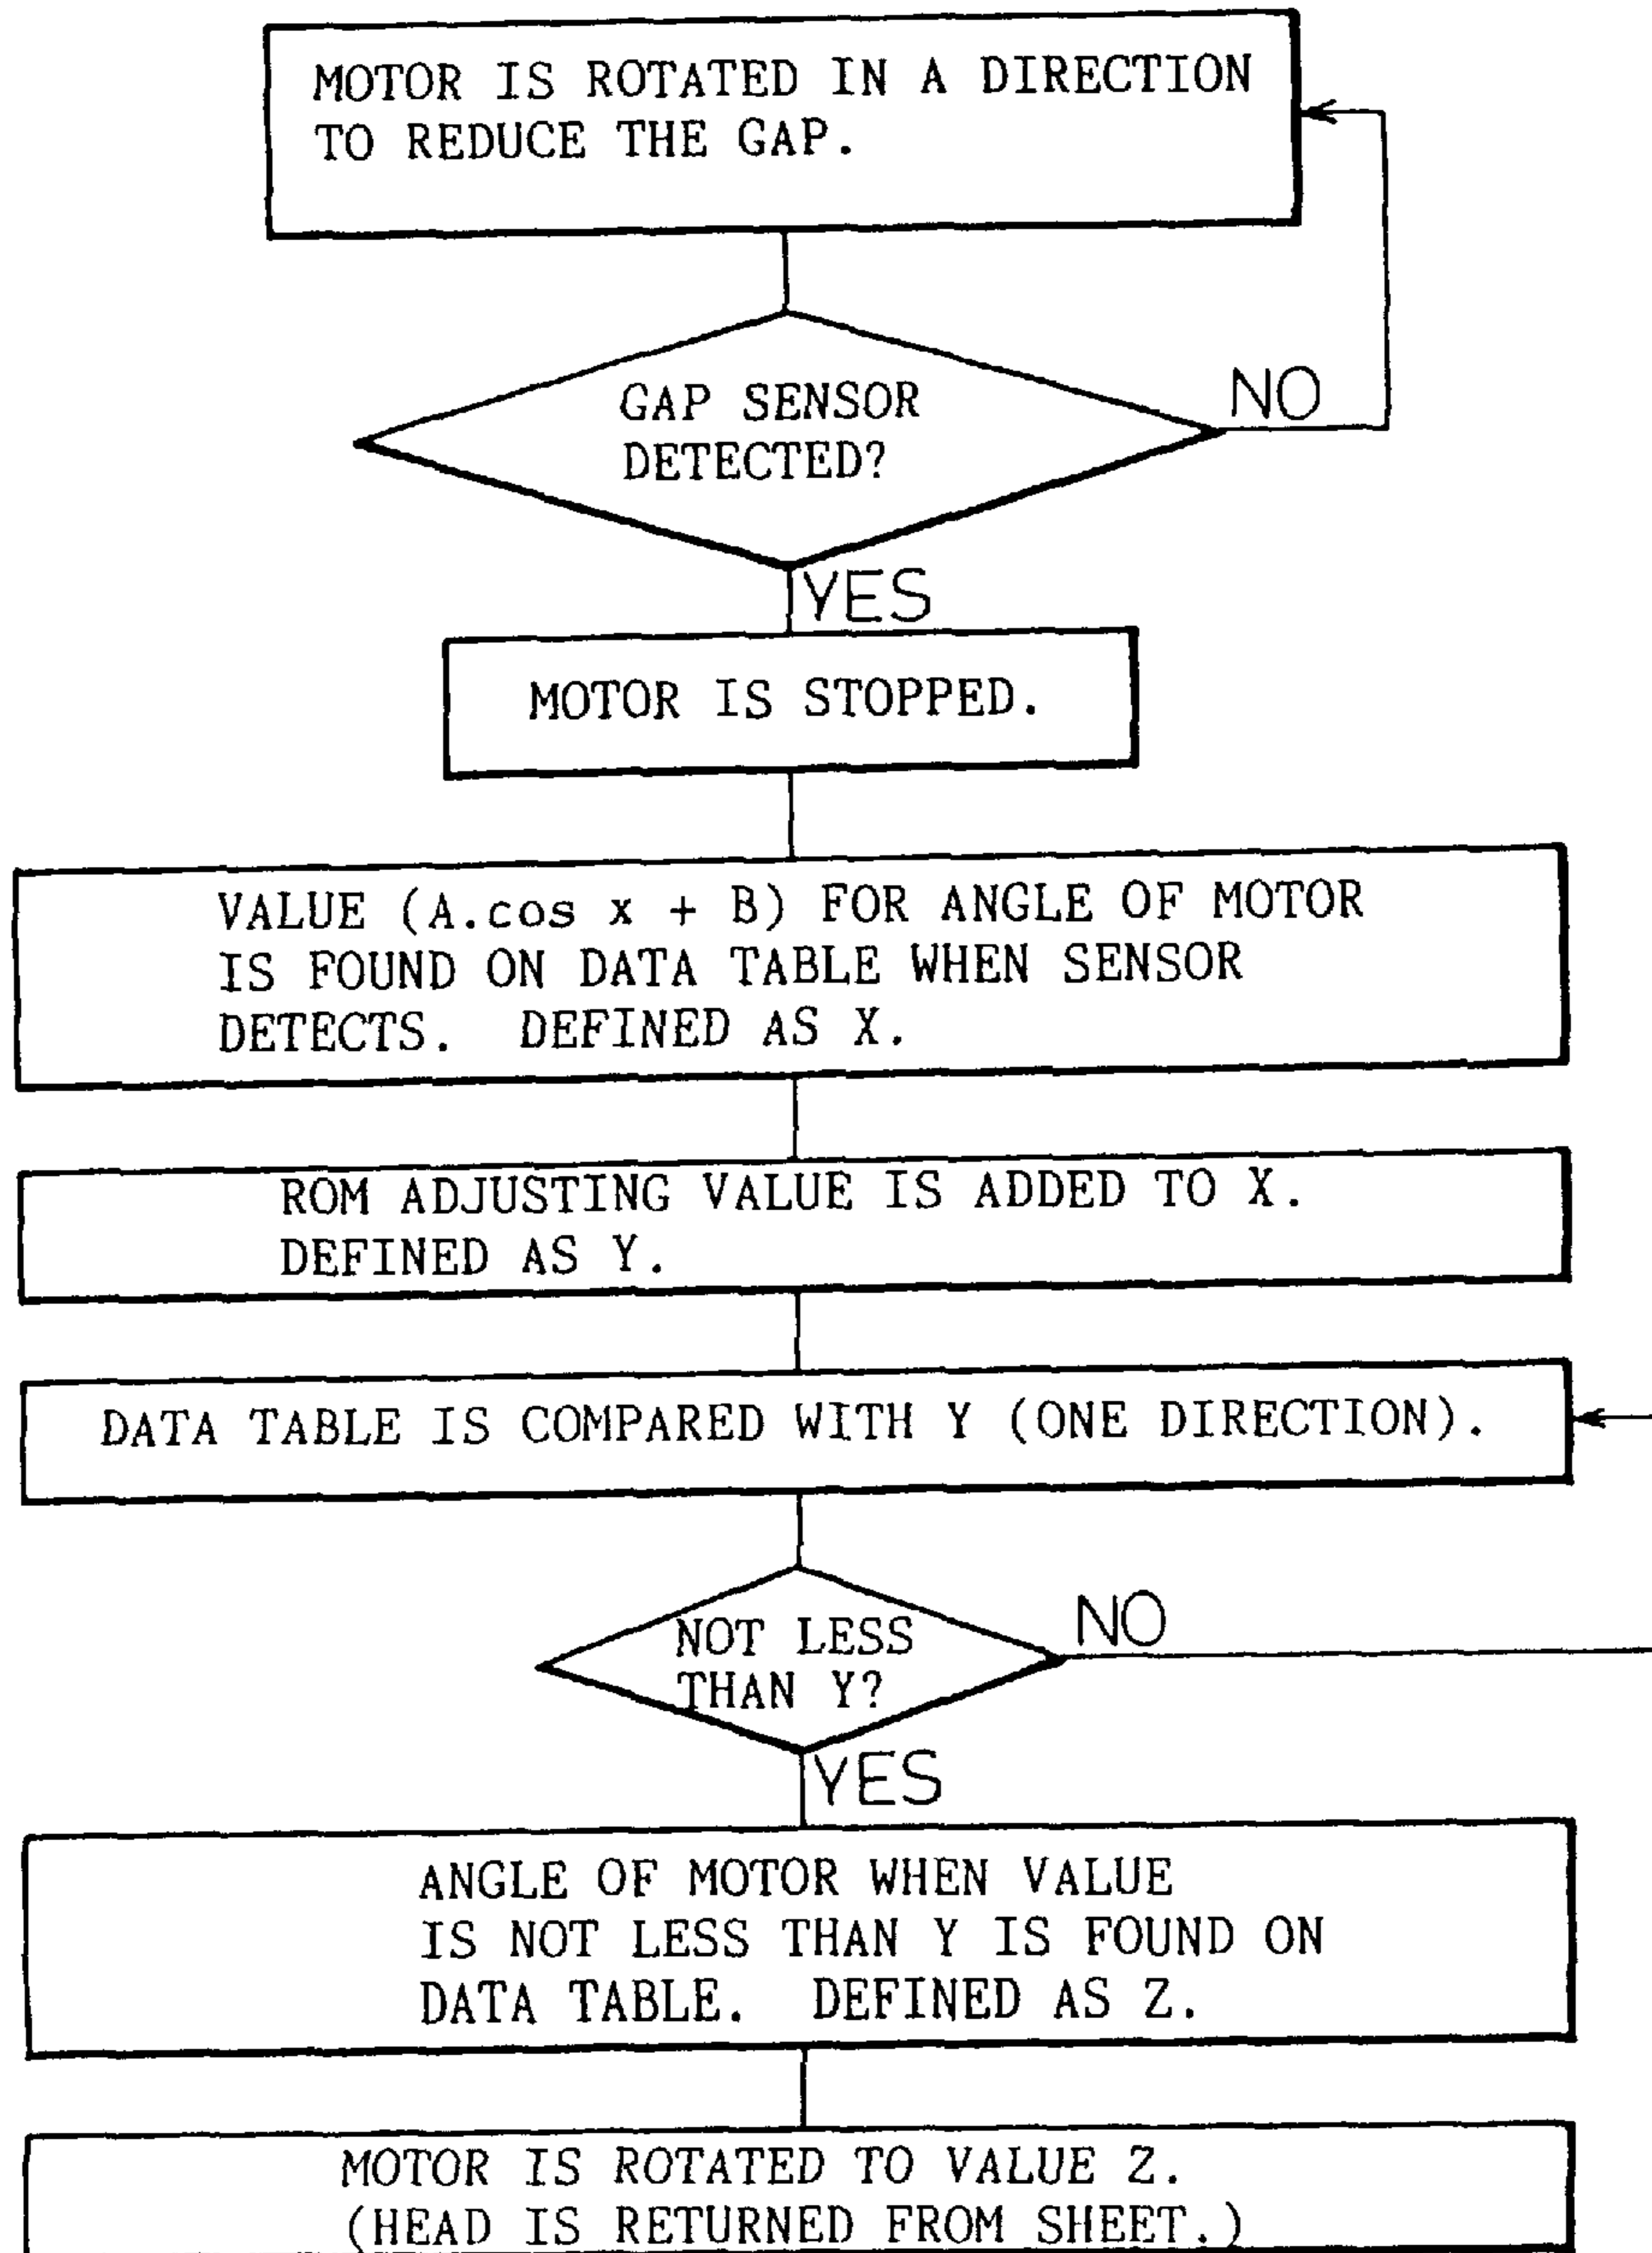 MOTOR IS ROTATED IN A DIRECTION
TO REDUCE THE GAP.
GAP SENSOR
DETECTED?
NO
YES
MOTOR IS STOPPED.
VALUE (A.cos x + B) FOR ANGLE OF MOTOR
IS FOUND ON DATA TABLE WHEN SENSOR
DETECTS. DEFINED AS X.
ROM ADJUSTING VALUE IS ADDED TO X.
DEFINED AS Y.
DATA TABLE IS COMPARED WITH Y (ONE DIRECTION).
NOT LESS
THAN Y?
NO
YES
ANGLE OF MOTOR WHEN VALUE
IS NOT LESS THAN Y IS FOUND ON
DATA TABLE. DEFINED AS Z.
MOTOR IS ROTATED TO VALUE Z.
(HEAD IS RETURNED FROM SHEET.)